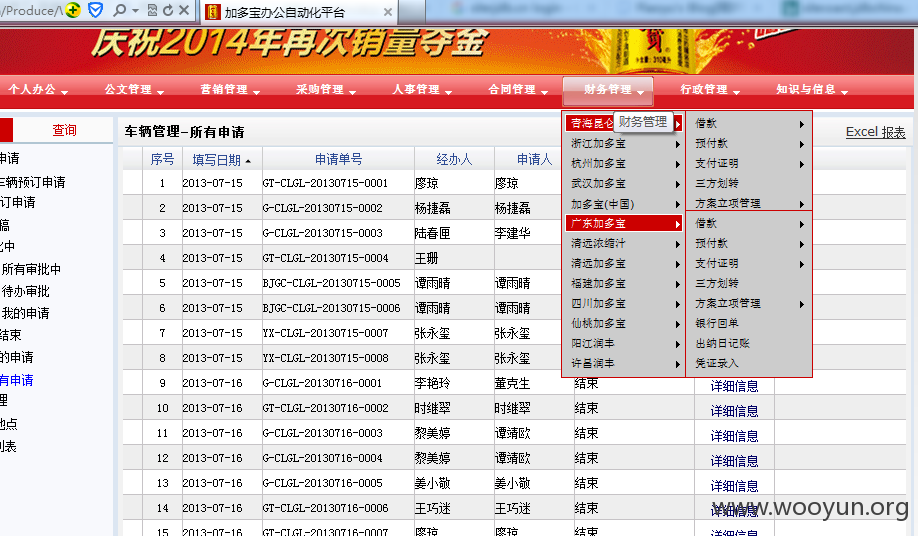 /Produce/V
加多宝办公自动化平台
庆祝2014年再次销量夺金
个人办公 公文管理 营销管理 采购管理 人事管理 合同管理 财务管理 行政管理 知识与信息
财务管理
查询
车辆管理-所有申请
Excel 报表
申请
车辆预订申请
订申请
稿
批中
所有审批中
待办审批
我的申请
结束
的申请
有申请
理
地点
列表
序号 填写日期 申请单号 经办人 申请人
1 2013-07-15 GT-CLGL-20130715-0001 廖琼 廖琼
2 2013-07-15 GT-CLGL-20130715-0002 杨捷磊 杨捷磊
3 2013-07-15 GT-CLGL-20130715-0003 陆春匣 李建华
4 2013-07-15 GT-CLGL-20130715-0004 王珊
5 2013-07-15 BJGC-CLGL-20130715-0005 谭雨晴 谭雨晴
6 2013-07-15 BJGC-CLGL-20130715-0006 谭雨晴 谭雨晴
7 2013-07-15 YX-CLGL-20130715-0007 张永玺 张永玺
8 2013-07-15 YX-CLGL-20130715-0008 张永玺 张永玺
9 2013-07-16 G-CLGL-20130716-0001 李艳玲 董克生 结束 详细信息
10 2013-07-16 GT-CLGL-20130716-0002 时继翠 时继翠 结束 详细信息
11 2013-07-16 G-CLGL-20130716-0003 黎美婷 谭湳欧 结束 详细信息
12 2013-07-16 G-CLGL-20130716-0004 黎美婷 黎美婷 结束 详细信息
13 2013-07-16 G-CLGL-20130716-0005 姜小敬 姜小敬 结束 详细信息
14 2013-07-16 GT-CLGL-20130716-0006 王巧迷 王巧迷 结束 详细信息
15 2013-07-16 GT-CLGL-20130716-0007 廖琼 廖琼 结束 详细信息
青海昆仑
浙江加多宝
杭州加多宝
武汉加多宝
加多宝(中国)
广东加多宝
清远浓缩汁
清远加多宝
福建加多宝
四川加多宝
仙桃加多宝
阳江润丰
许昌润丰
借款
预付款
支付证明
三方划转
方案立项管理
借款
预付款
支付证明
三方划转
方案立项管理
银行回单
出纳日记账
凭证录入
www.wooyun.org